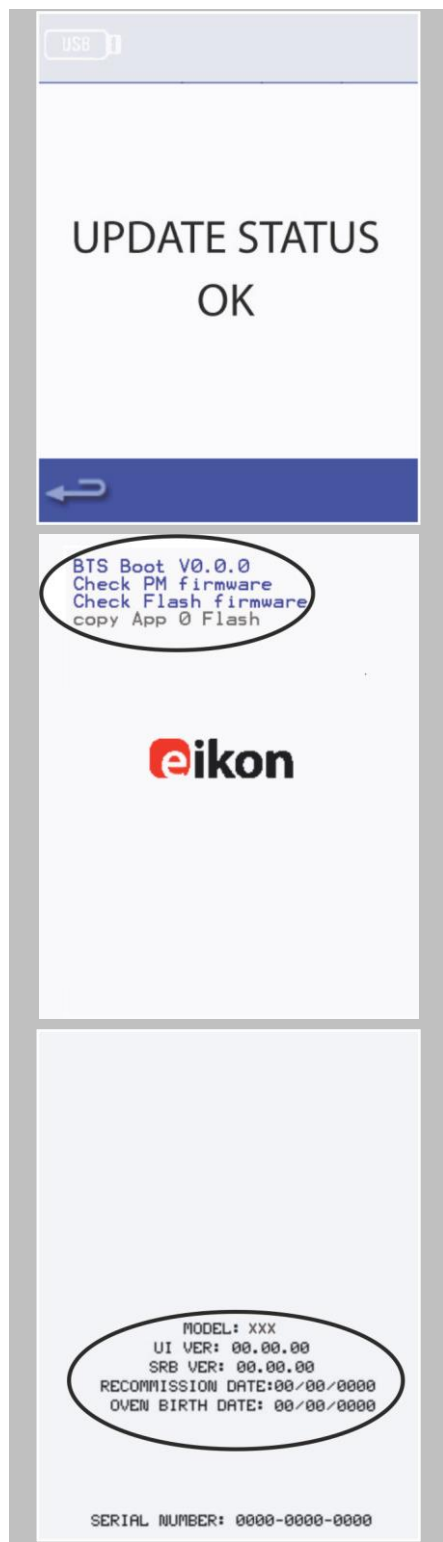 USB
UPDATE STATUS
OK
BTS Boot V0.0.0
Check PM firmware
Check Flash firmware
copy App 0 Flash
eikon
MODEL: XXX
UI VER: 00.00.00
SRB VER: 00.00.00
RECOMMISSION DATE:00/00/0000
OVEN BIRTH DATE: 00/00/0000
SERIAL NUMBER: 0000-0000-0000